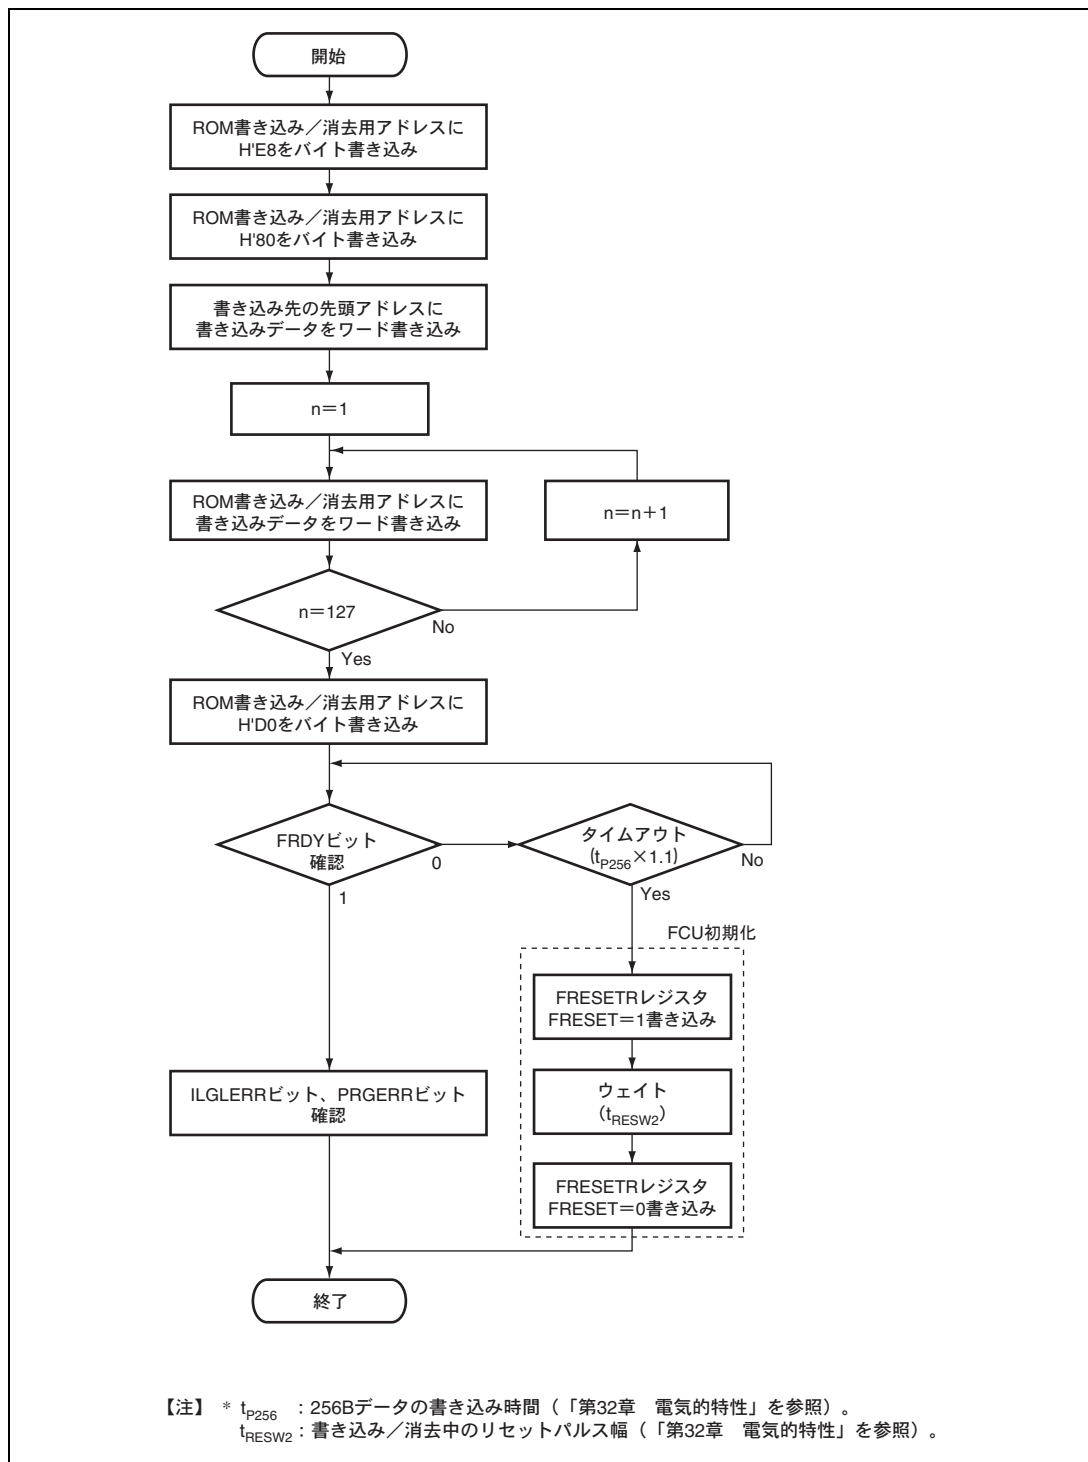 開始
ROM書き込み／消去用アドレスに
H'E8をバイト書き込み
ROM書き込み／消去用アドレスに
H'80をバイト書き込み
書き込み先の先頭アドレスに
書き込みデータをワード書き込み
n＝1
ROM書き込み／消去用アドレスに
書き込みデータをワード書き込み
n＝n＋1
n＝127
No
Yes
ROM書き込み／消去用アドレスに
H'D0をバイト書き込み
FRDYビット
確認
0
1
タイムアウト
(tP256×1.1)
No
Yes
FCU初期化
FRESETRレジスタ
FRESET＝1書き込み
ウェイト
（tRESW2）
FRESETRレジスタ
FRESET＝0書き込み
ILGLERRビット、PRGERRビット
確認
終了
【注】 * tP256 ：256Bデータの書き込み時間（「第32章　電気的特性」を参照）。
tRESW2：書き込み／消去中のリセットパルス幅（「第32章　電気的特性」を参照）。